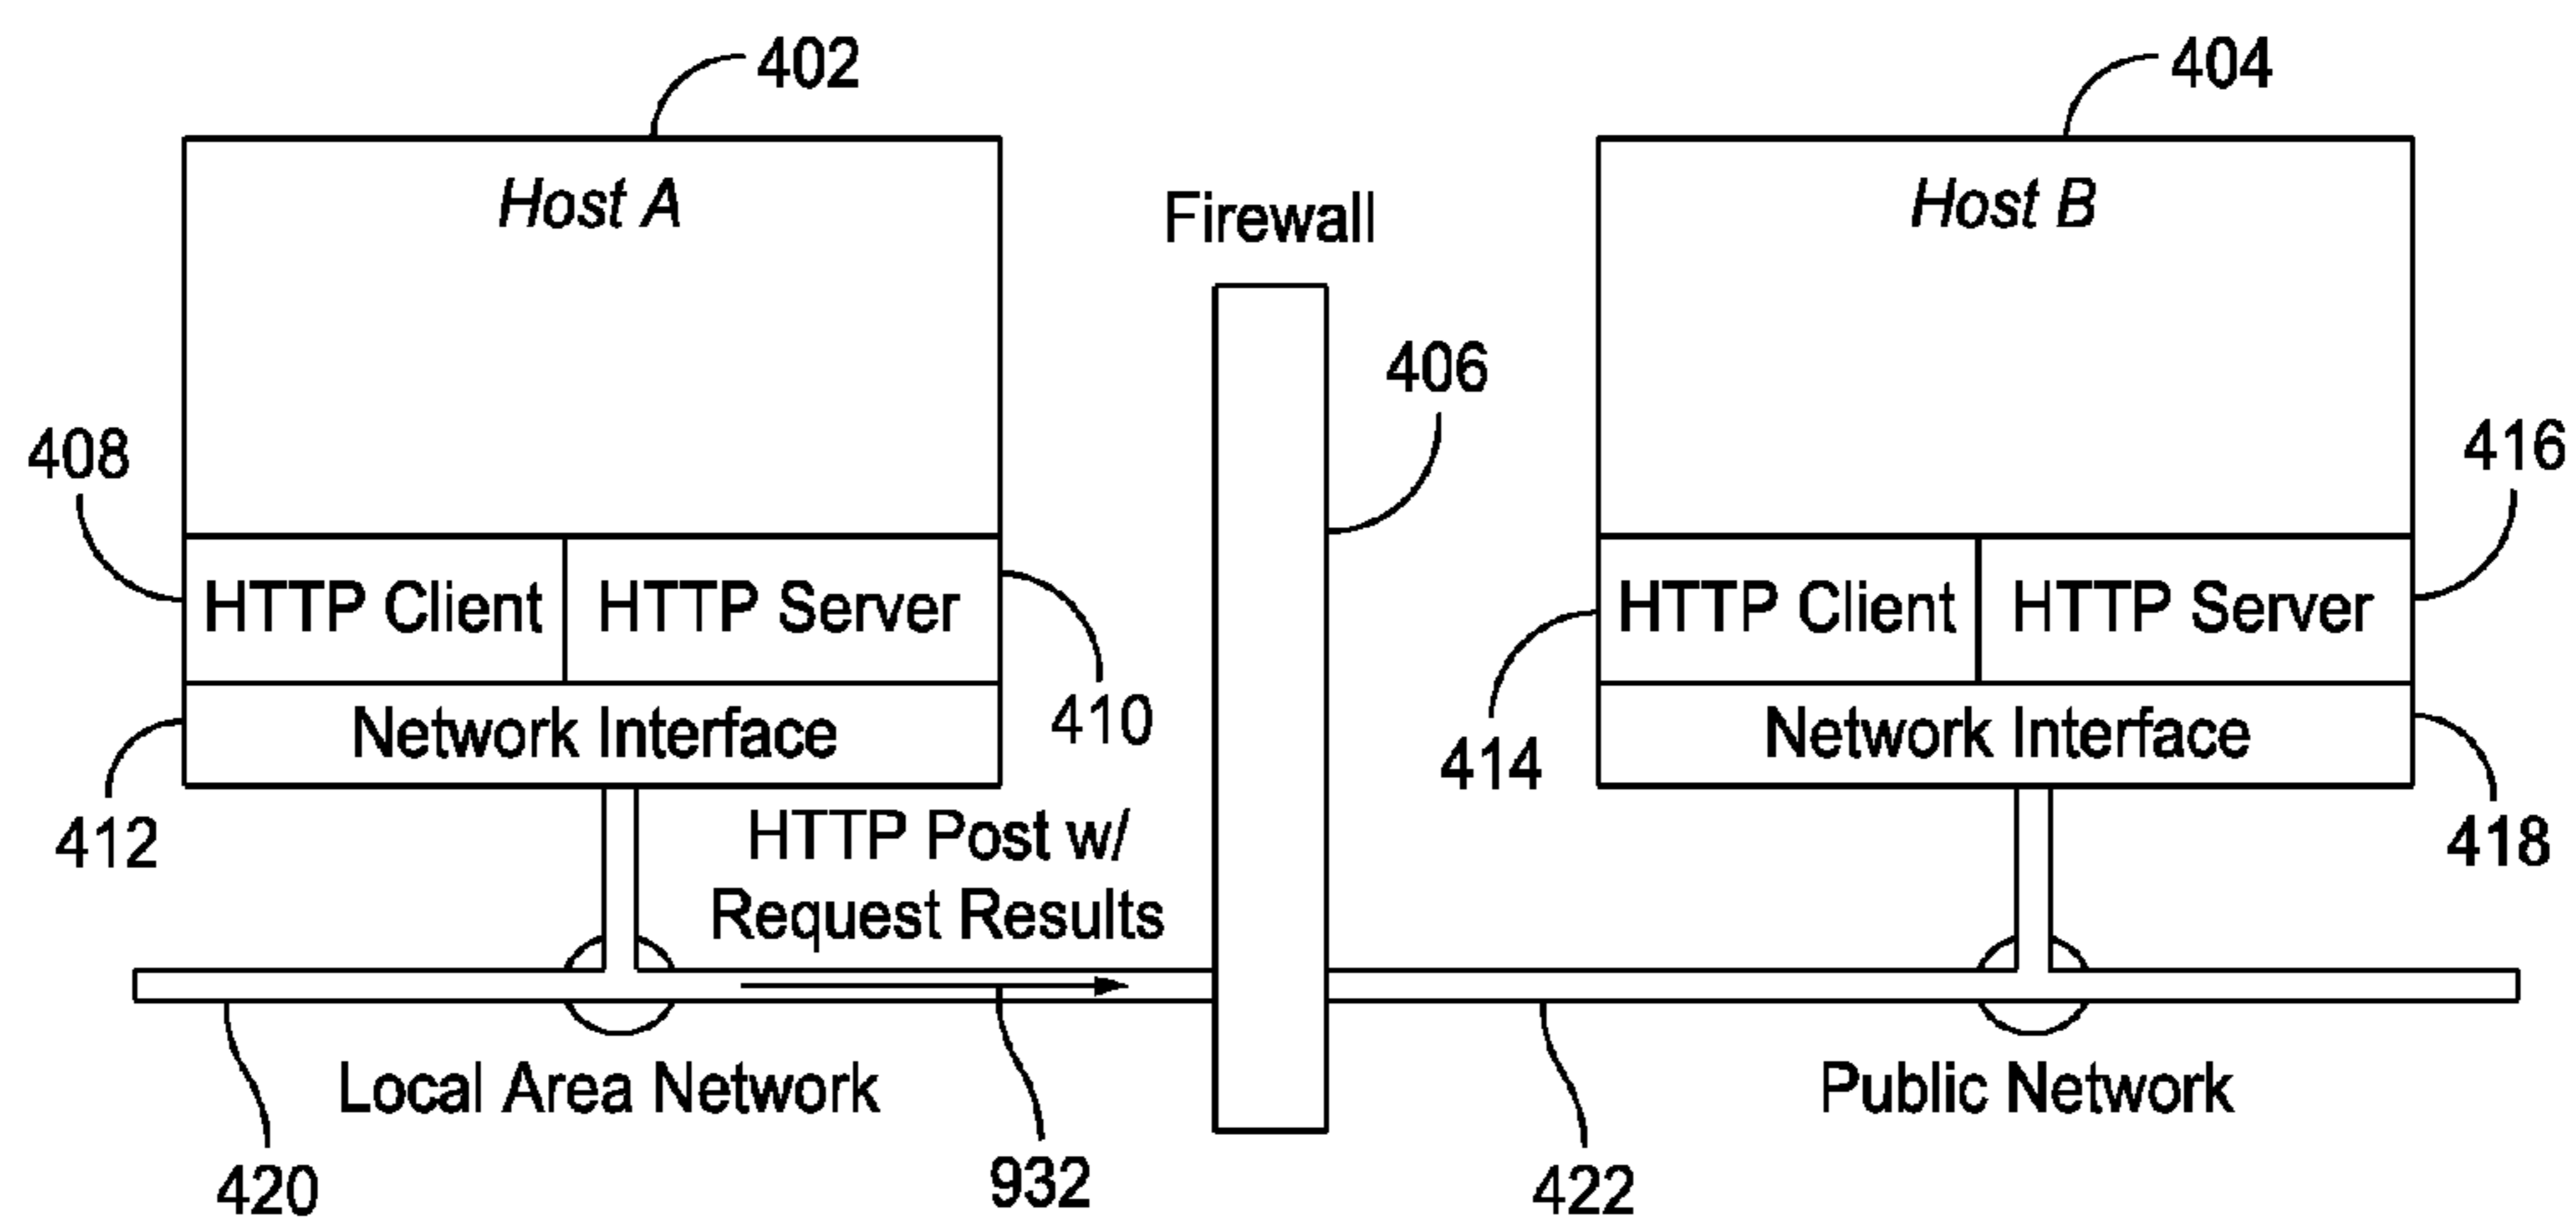 402
404
Host A
Firewall
Host B
406
408
416
HTTP Client
HTTP Server
HTTP Client
HTTP Server
410
Network Interface
414
Network Interface
412
HTTP Post w/
Request Results
418
Local Area Network
Public Network
420
932
422